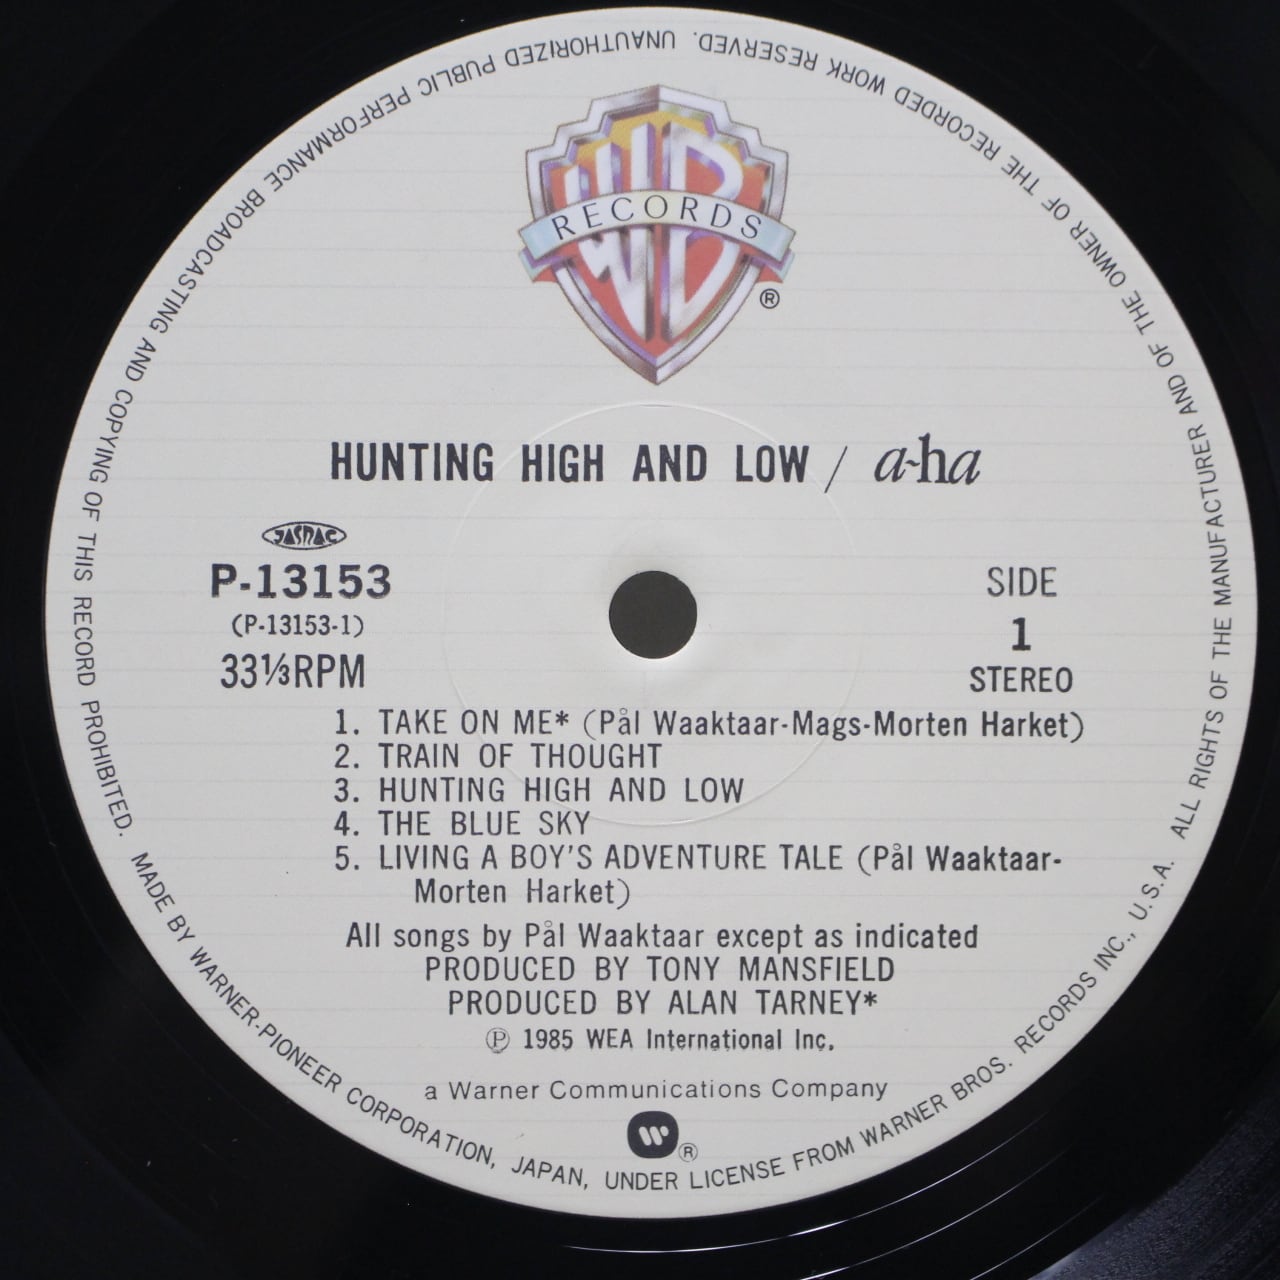 WB
RECORDS
®
HUNTING HIGH AND LOW / a-ha
JASRAC
P-13153
(P-13153-1)
33⅓RPM
SIDE
1
STEREO
1. TAKE ON ME* (Pål Waaktaar-Mags-Morten Harket)
2. TRAIN OF THOUGHT
3. HUNTING HIGH AND LOW
4. THE BLUE SKY
5. LIVING A BOY'S ADVENTURE TALE (Pål Waaktaar-
Morten Harket)
All songs by Pål Waaktaar except as indicated
PRODUCED BY TONY MANSFIELD
PRODUCED BY ALAN TARNEY*
℗ 1985 WEA International Inc.
a Warner Communications Company
®
MADE BY WARNER-PIONEER CORPORATION, JAPAN, UNDER LICENSE FROM WARNER BROS. RECORDS INC., U.S.A. ALL RIGHTS OF THE MANUFACTURER AND OF THE OWNER OF THE RECORDED WORK RESERVED. UNAUTHORIZED PUBLIC PERFORMANCE BROADCASTING AND COPYING OF THIS RECORD PROHIBITED.